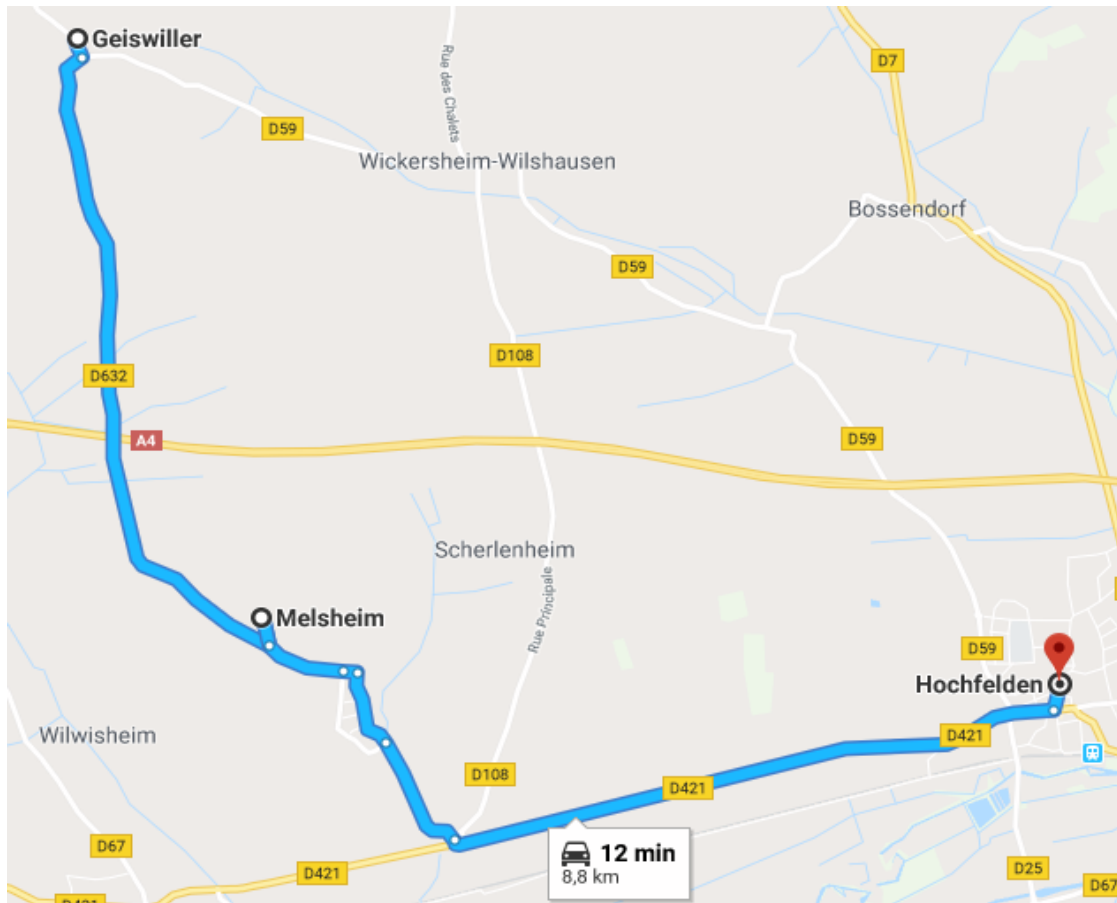 Geiswiller
Rue des Chalets
D7
D59
Wickersheim-Wilshausen
Bossendorf
D59
D108
D632
A4
D59
Scherlenheim
Rue Principale
Melsheim
D59
Hochfelden
Wilwisheim
D421
D108
D421
D67
12 min
8,8 km
D421
D25
D67
D421